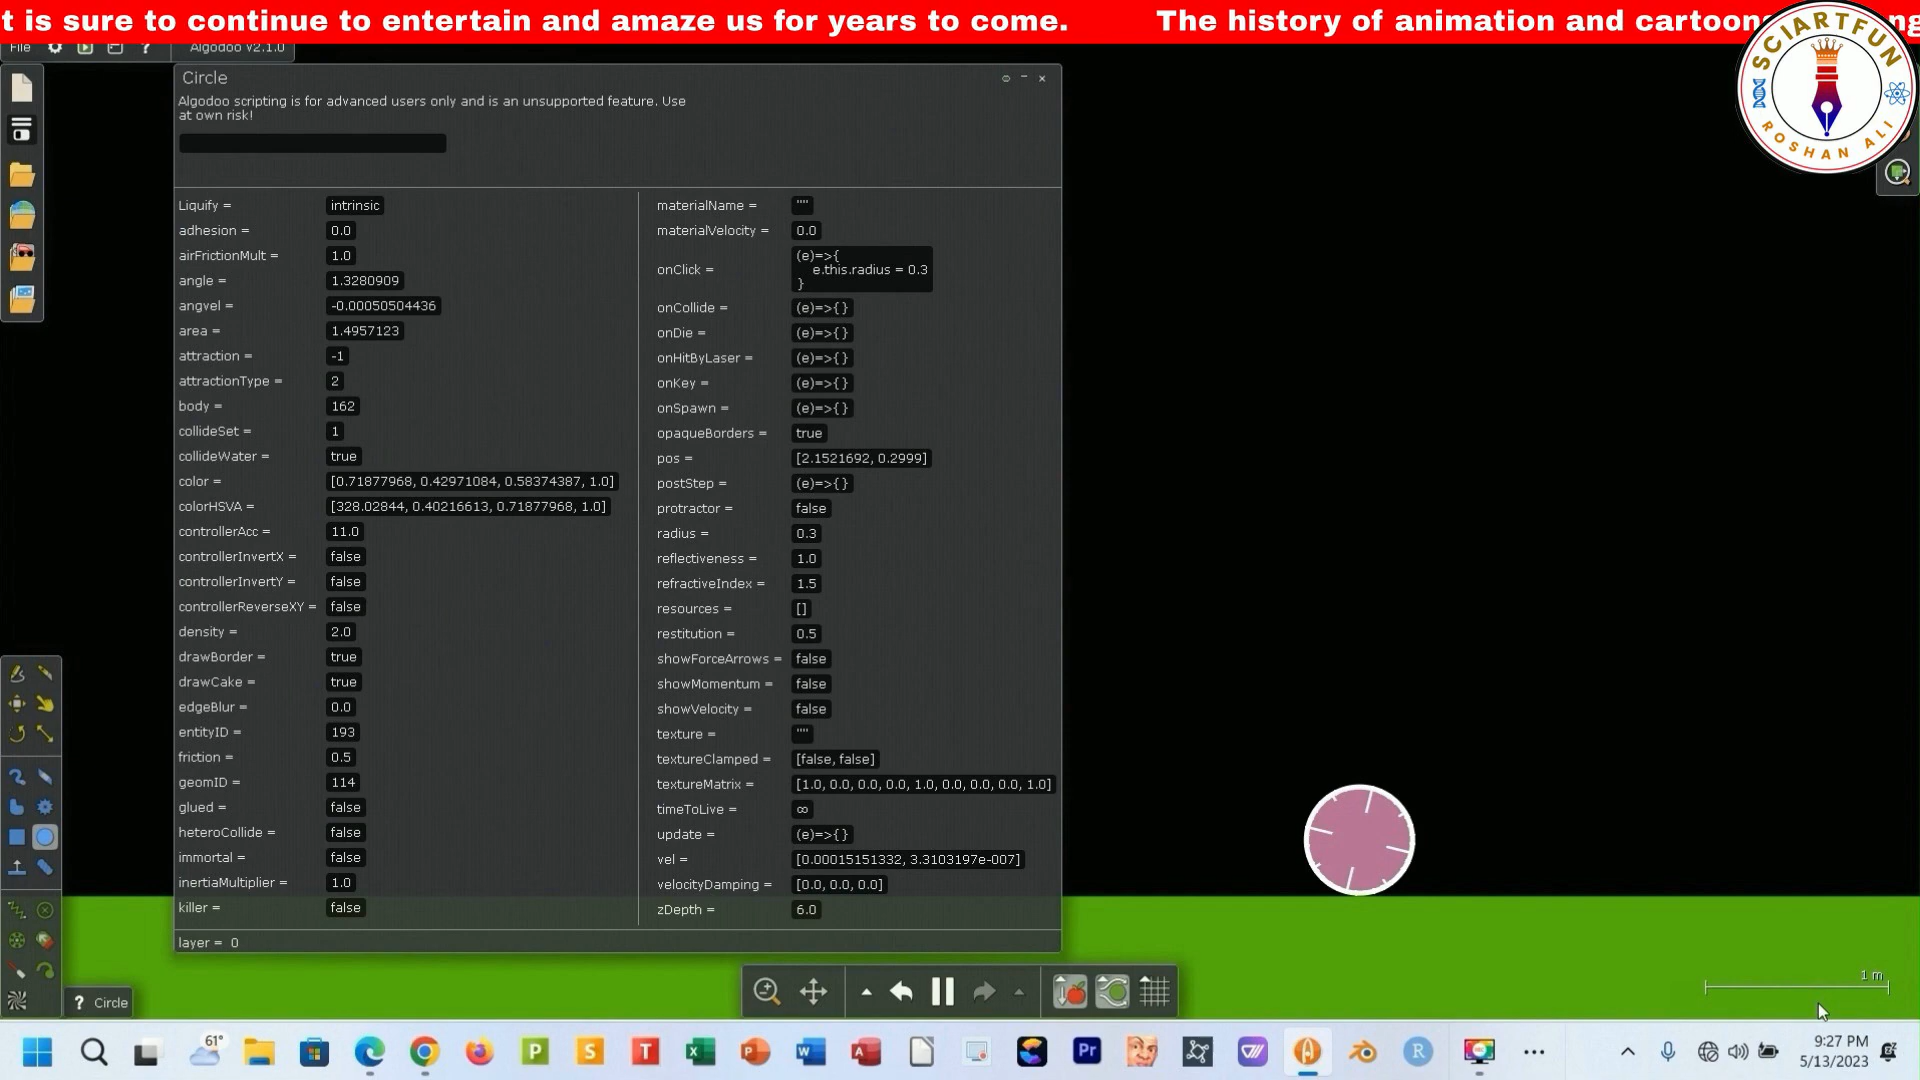 t is sure to continue to entertain and amaze us for years to come. The history of animation and cartoon
SCIARTFUN
ROSHAN ALI
File ? Algodoo v2.1.0
Circle
Algodoo scripting is for advanced users only and is an unsupported feature. Use
at own risk!
Liquify = intrinsic
adhesion = 0.0
airFrictionMult = 1.0
angle = 1.3280909
angvel = -0.00050504436
area = 1.4957123
attraction = -1
attractionType = 2
body = 162
collideSet = 1
collideWater = true
color = [0.71877968, 0.42971084, 0.58374387, 1.0]
colorHSVA = [328.02844, 0.40216613, 0.71877968, 1.0]
controllerAcc = 11.0
controllerInvertX = false
controllerInvertY = false
controllerReverseXY = false
density = 2.0
drawBorder = true
drawCake = true
edgeBlur = 0.0
entityID = 193
friction = 0.5
geomID = 114
glued = false
heteroCollide = false
immortal = false
inertiaMultiplier = 1.0
killer = false
materialName = ""
materialVelocity = 0.0
onClick = (e)=>{
e.this.radius = 0.3
}
onCollide = (e)=>{}
onDie = (e)=>{}
onHitByLaser = (e)=>{}
onKey = (e)=>{}
onSpawn = (e)=>{}
opaqueBorders = true
pos = [2.1521692, 0.2999]
postStep = (e)=>{}
protractor = false
radius = 0.3
reflectiveness = 1.0
refractiveIndex = 1.5
resources = []
restitution = 0.5
showForceArrows = false
showMomentum = false
showVelocity = false
texture = ""
textureClamped = [false, false]
textureMatrix = [1.0, 0.0, 0.0, 0.0, 1.0, 0.0, 0.0, 0.0, 1.0]
timeToLive = ∞
update = (e)=>{}
vel = [0.00015151332, 3.3103197e-007]
velocityDamping = [0.0, 0.0, 0.0]
zDepth = 6.0
layer = 0
? Circle
1 m
61°
P S T Pr R
9:27 PM
5/13/2023